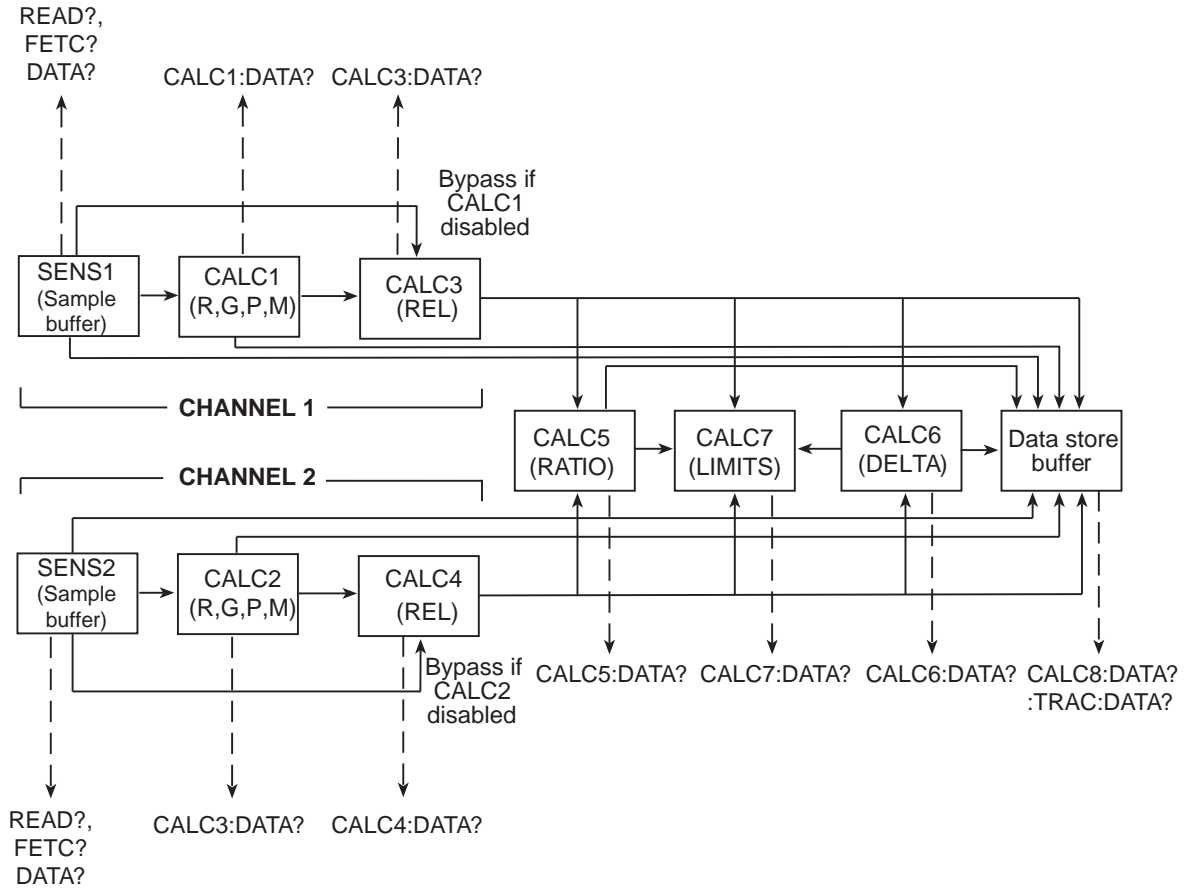 READ?,
FETC?
DATA?
CALC1:DATA?
CALC3:DATA?
Bypass if
CALC1
disabled
SENS1
(Sample
buffer)
CALC1
(R,G,P,M)
CALC3
(REL)
CHANNEL 1
CALC5
(RATIO)
CALC7
(LIMITS)
CALC6
(DELTA)
Data store
buffer
CHANNEL 2
SENS2
(Sample
buffer)
CALC2
(R,G,P,M)
CALC4
(REL)
Bypass if
CALC2
disabled
CALC5:DATA?
CALC7:DATA?
CALC6:DATA?
CALC8:DATA?
:TRAC:DATA?
READ?,
FETC?
DATA?
CALC3:DATA?
CALC4:DATA?